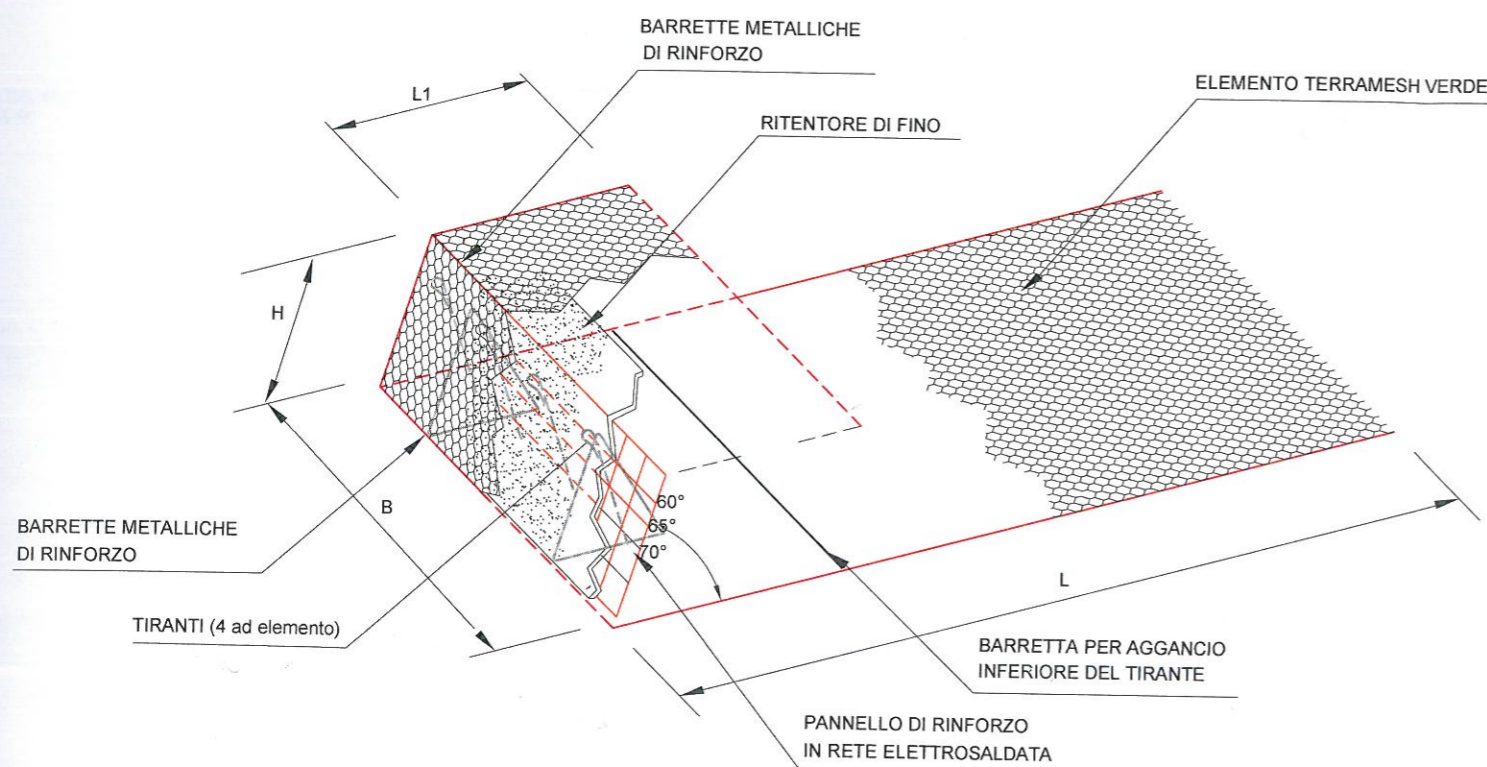 BARRETTE METALLICHE
DI RINFORZO
L1
ELEMENTO TERRAMESH VERDE
RITENTORE DI FINO
H
B
60°
65°
70°
BARRETTE METALLICHE
DI RINFORZO
L
TIRANTI (4 ad elemento)
BARRETTA PER AGGANCIO
INFERIORE DEL TIRANTE
PANNELLO DI RINFORZO
IN RETE ELETTROSALDATA